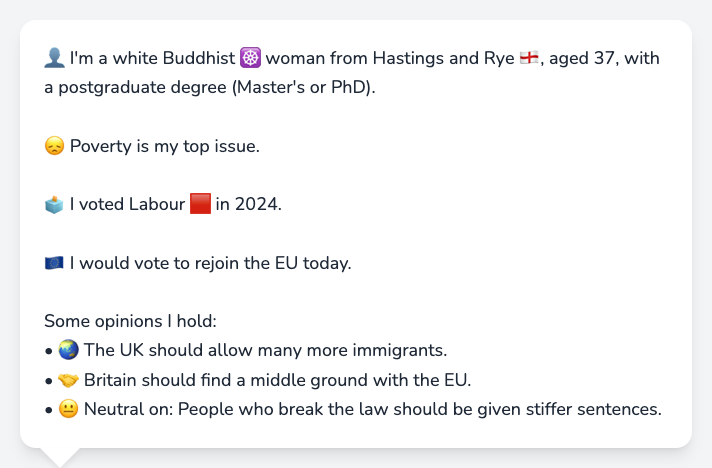 👤 I'm a white Buddhist ☸️ woman from Hastings and Rye 🏴󠁧󠁢󠁥󠁮󠁧󠁿, aged 37, with
a postgraduate degree (Master's or PhD).
😞 Poverty is my top issue.
🗳️ I voted Labour 🟥 in 2024.
🇪🇺 I would vote to rejoin the EU today.
Some opinions I hold:
• 🌏 The UK should allow many more immigrants.
• 🤝 Britain should find a middle ground with the EU.
• 😐 Neutral on: People who break the law should be given stiffer sentences.